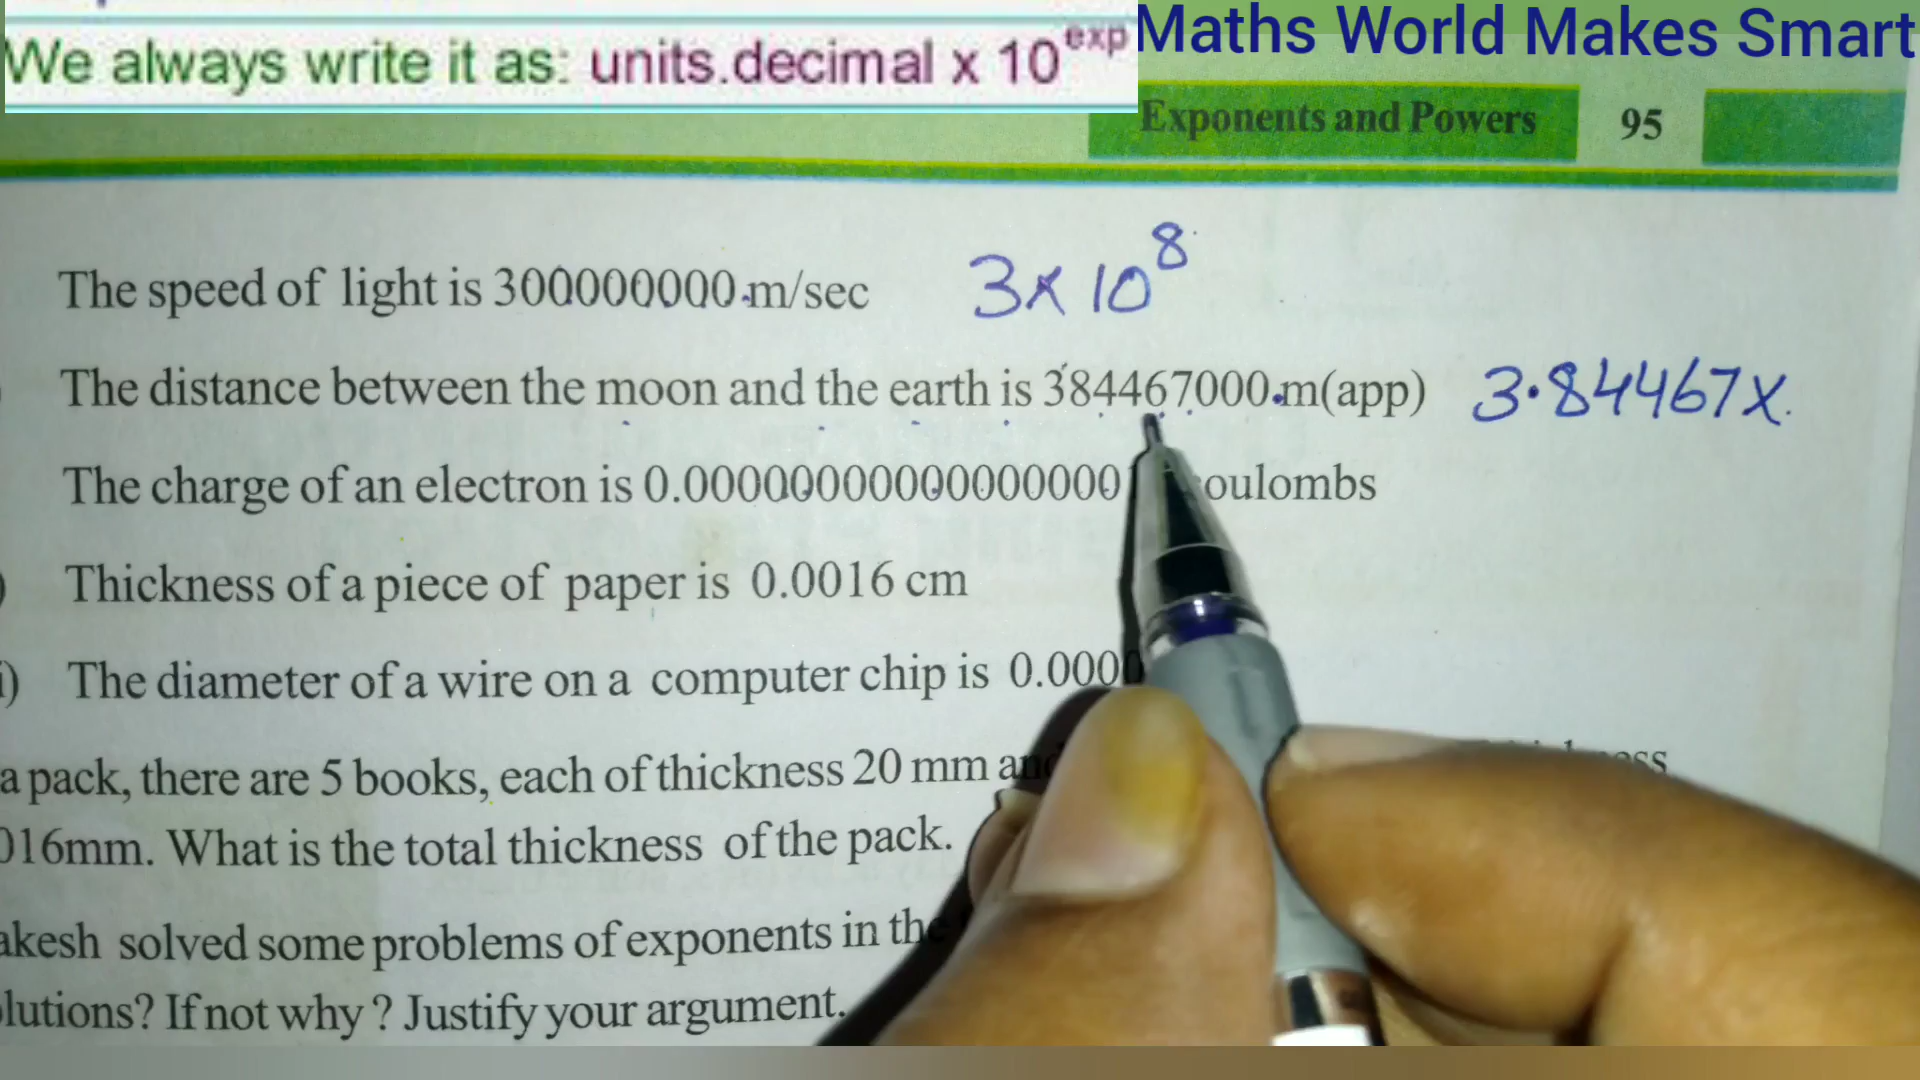 We always write it as: units.decimal x 10^exp
Maths World Makes Smart
Exponents and Powers 95
The speed of light is 300000000.m/sec 3x10^8
The distance between the moon and the earth is 384467000.m(app) 3.84467x
The charge of an electron is oulombs
Thickness of a piece of paper is 0.0016 cm
i) The diameter of a wire on a computer chip is 0.000
a pack, there are 5 books, each of thickness 20 mm an
016mm. What is the total thickness of the pack.
akesh solved some problems of exponents in the
lutions? If not why ? Justify your argument.